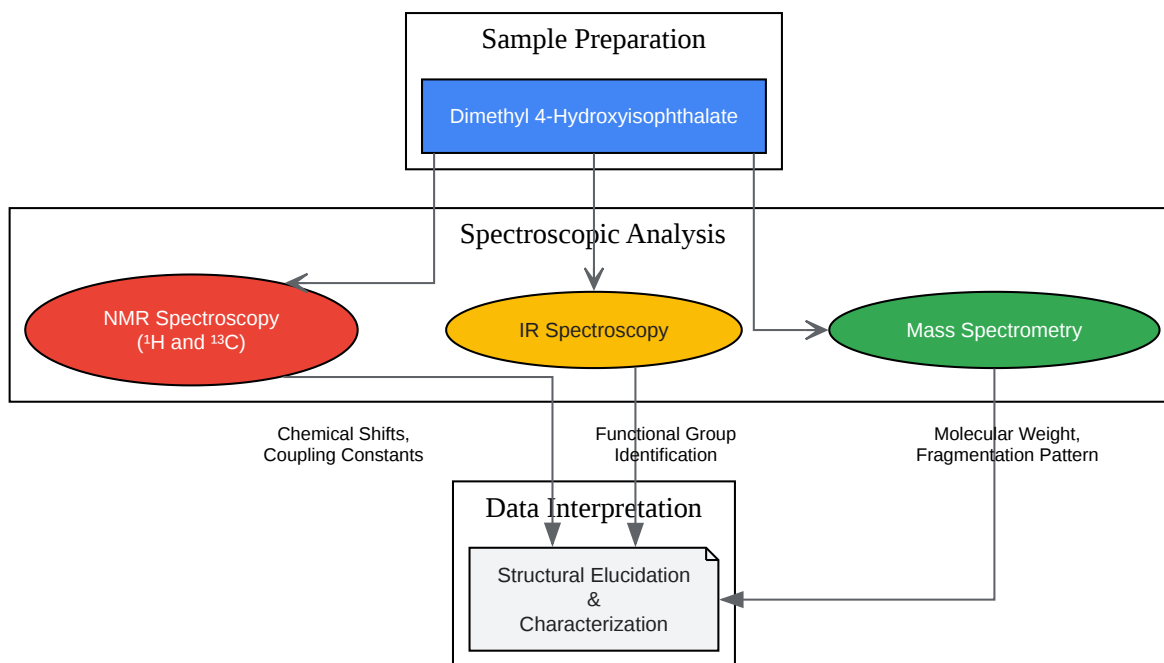 Sample Preparation
Dimethyl 4-Hydroxyisophthalate
Spectroscopic Analysis
NMR Spectroscopy
(¹H and ¹³C)
IR Spectroscopy
Mass Spectrometry
Chemical Shifts,
Coupling Constants
Functional Group
Identification
Molecular Weight,
Fragmentation Pattern
Data Interpretation
Structural Elucidation
&
Characterization